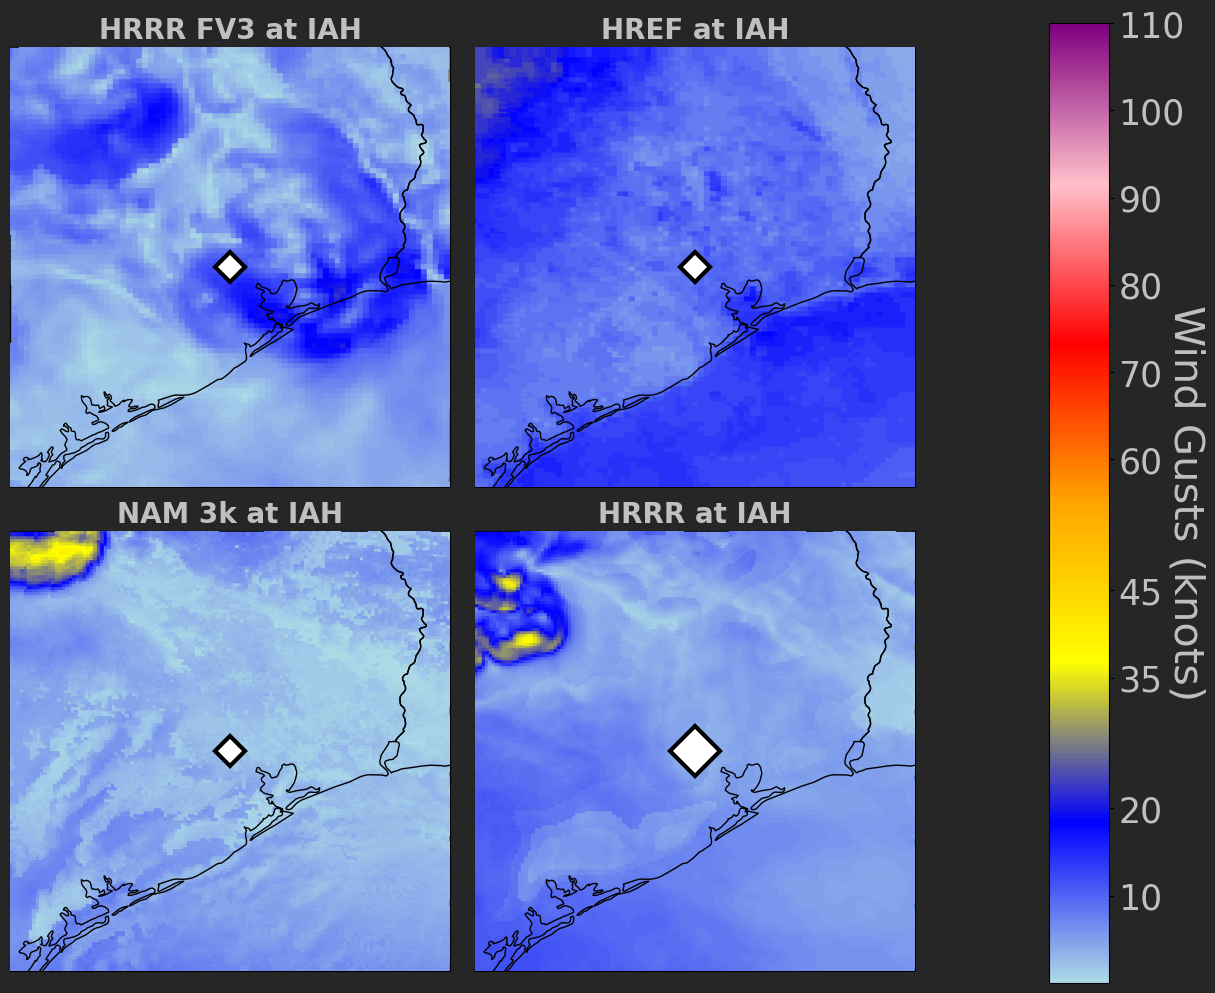 HRRR FV3 at IAH
HREF at IAH
NAM 3k at IAH
HRRR at IAH
110
100
90
80
70
60
45
35
20
10
Wind Gusts (knots)